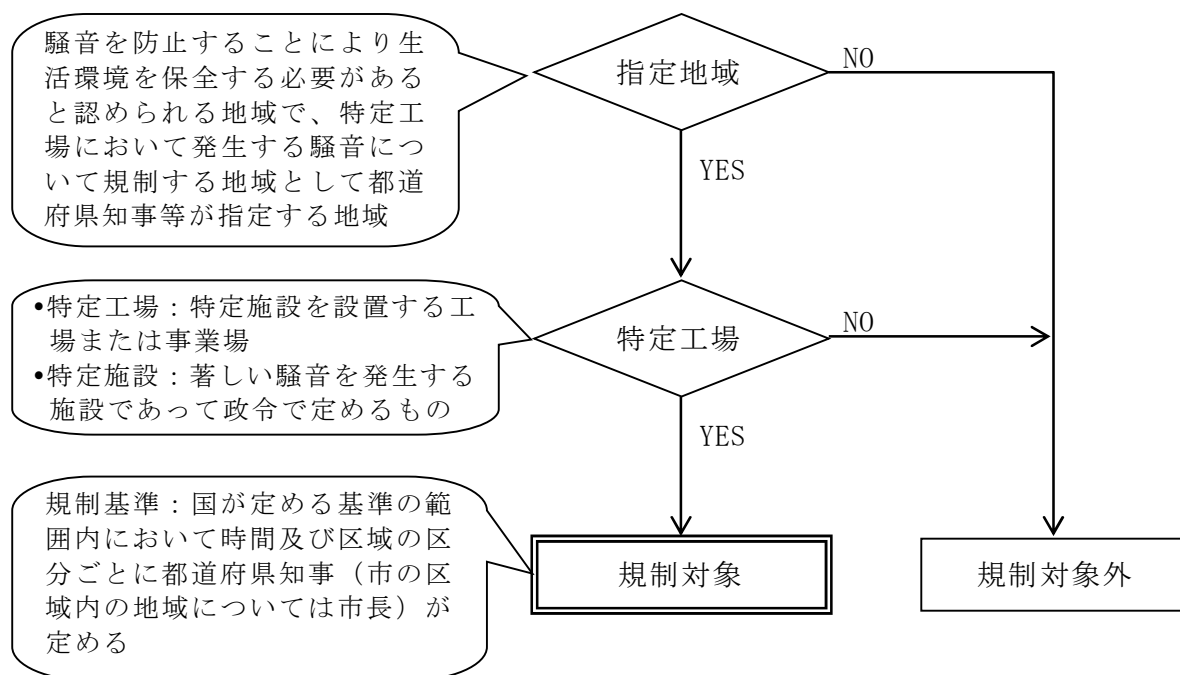 騒音を防止することにより生
活環境を保全する必要がある
と認められる地域で、特定工
場において発生する騒音につ
いて規制する地域として都道
府県知事等が指定する地域
指定地域
NO
YES
•特定工場：特定施設を設置する工
場または事業場
•特定施設：著しい騒音を発生する
施設であって政令で定めるもの
特定工場
NO
YES
規制基準：国が定める基準の範
囲内において時間及び区域の区
分ごとに都道府県知事（市の区
域内の地域については市長）が
定める
規制対象
規制対象外